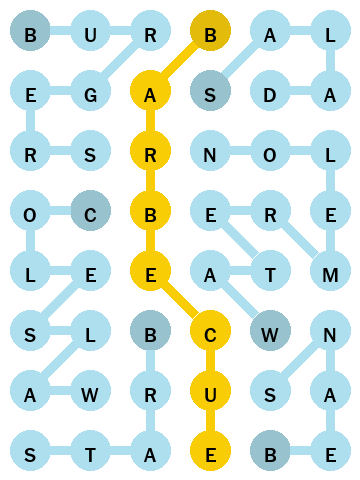 B U R B A L
E G A S D A
R S R N O L
O C B E R E
L E E A T M
S L B C W N
A W R U S A
S T A E B E